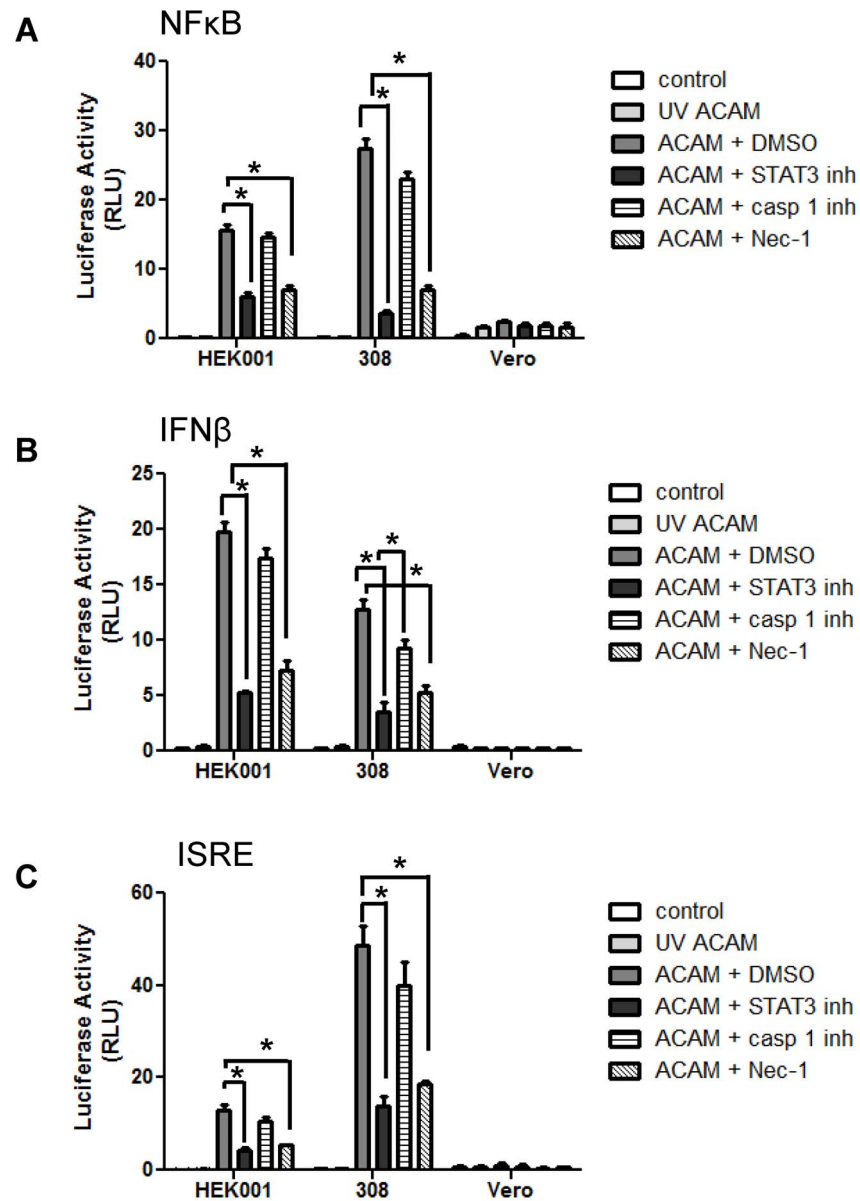 A
NFκB
Luciferase Activity
(RLU)
40
30
20
10
0
*
*
*
*
HEK001
308
Vero
control
UV ACAM
ACAM + DMSO
ACAM + STAT3 inh
ACAM + casp 1 inh
ACAM + Nec-1
B
IFNβ
Luciferase Activity
(RLU)
25
20
15
10
5
0
*
*
*
*
*
HEK001
308
Vero
control
UV ACAM
ACAM + DMSO
ACAM + STAT3 inh
ACAM + casp 1 inh
ACAM + Nec-1
C
ISRE
Luciferase Activity
(RLU)
60
40
20
0
*
*
*
*
HEK001
308
Vero
control
UV ACAM
ACAM + DMSO
ACAM + STAT3 inh
ACAM + casp 1 inh
ACAM + Nec-1